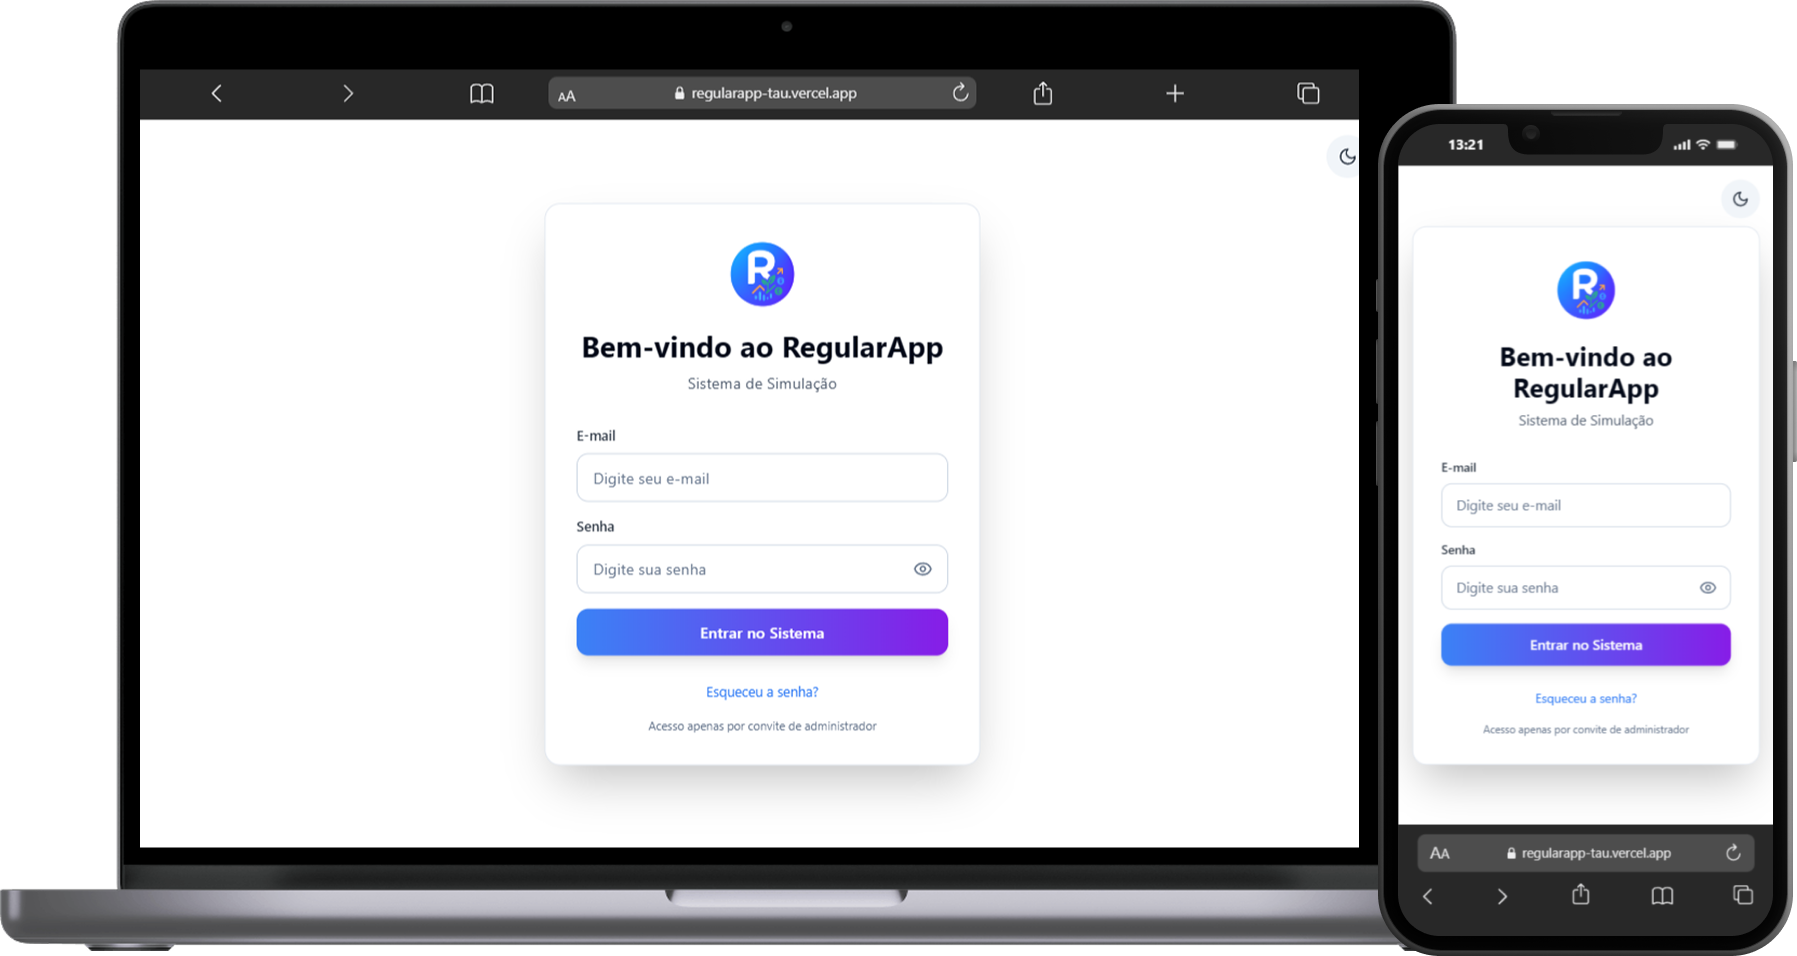 AA regularapp-tau.vercel.app
R
Bem-vindo ao RegularApp
Sistema de Simulação
E-mail
Digite seu e-mail
Senha
Digite sua senha
Entrar no Sistema
Esqueceu a senha?
Acesso apenas por convite de administrador
13:21
R
Bem-vindo ao
RegularApp
Sistema de Simulação
E-mail
Digite seu e-mail
Senha
Digite sua senha
Entrar no Sistema
Esqueceu a senha?
Acesso apenas por convite de administrador
AA regularapp-tau.vercel.app